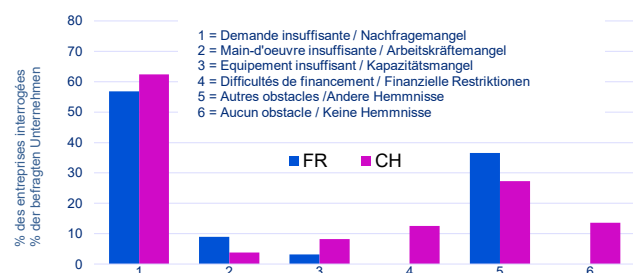 80
70
60
50
40
30
20
10
0
% des entreprises interrogées
% der befragten Unternehmen
1 = Demande insuffisante / Nachfragemangel
2 = Main-d'oeuvre insuffisante / Arbeitskräftemangel
3 = Equipement insuffisant / Kapazitätsmangel
4 = Difficultés de financement / Finanzielle Restriktionen
5 = Autres obstacles /Andere Hemmnisse
6 = Aucun obstacle / Keine Hemmnisse
FR CH
1 2 3 4 5 6